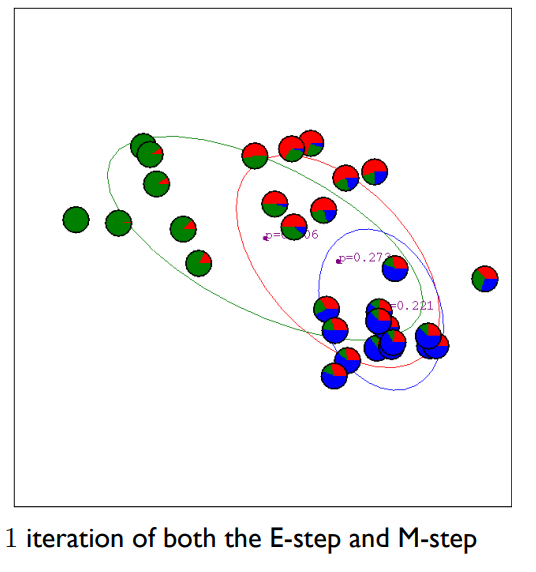 p=0.273
=0.221
1 iteration of both the E-step and M-step